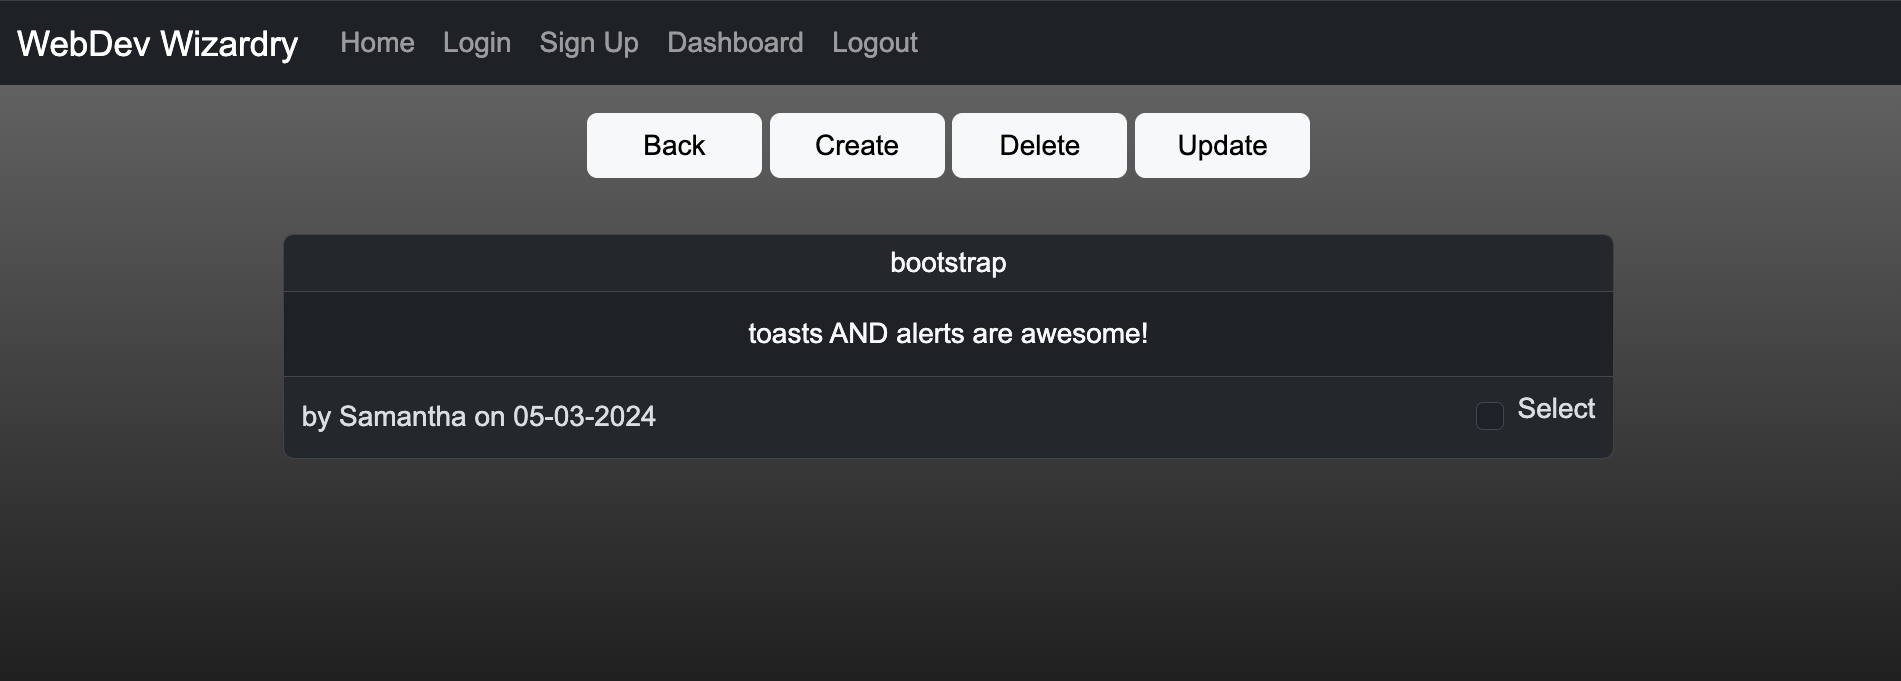 WebDev Wizardry Home Login Sign Up Dashboard Logout
Back Create Delete Update
bootstrap
toasts AND alerts are awesome!
by Samantha on 05-03-2024 Select